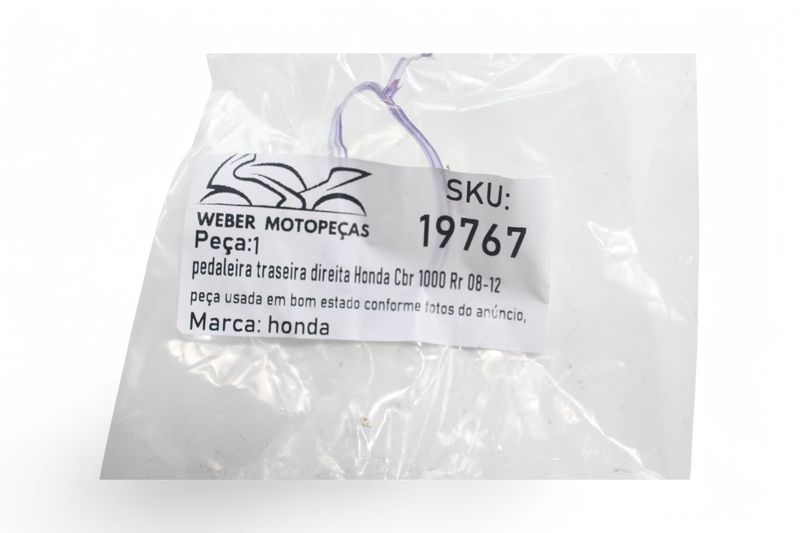 SKU:
19767
WEBER MOTOPEÇAS
Peça:1
pedaleira traseira direita Honda Cbr 1000 Rr 08-12
peça usada em bom estado conforme fotos do anúncio,
Marca: honda